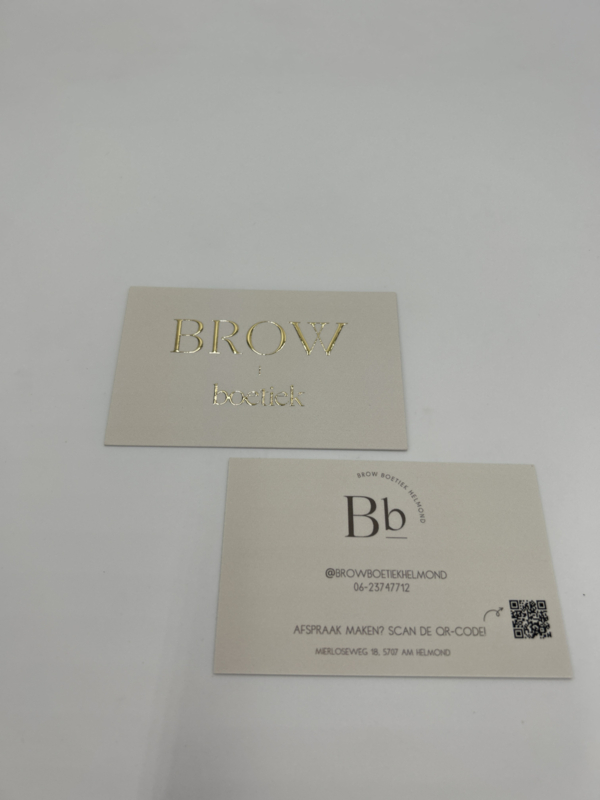 BROW
boetiek
BROW BOETIEK HELMOND
Bb
@BROWBOETIEKHELMOND
06-23747712
AFSPRAAK MAKEN? SCAN DE QR-CODE!
MIERLOSEWEG 18, 5707 AM HELMOND